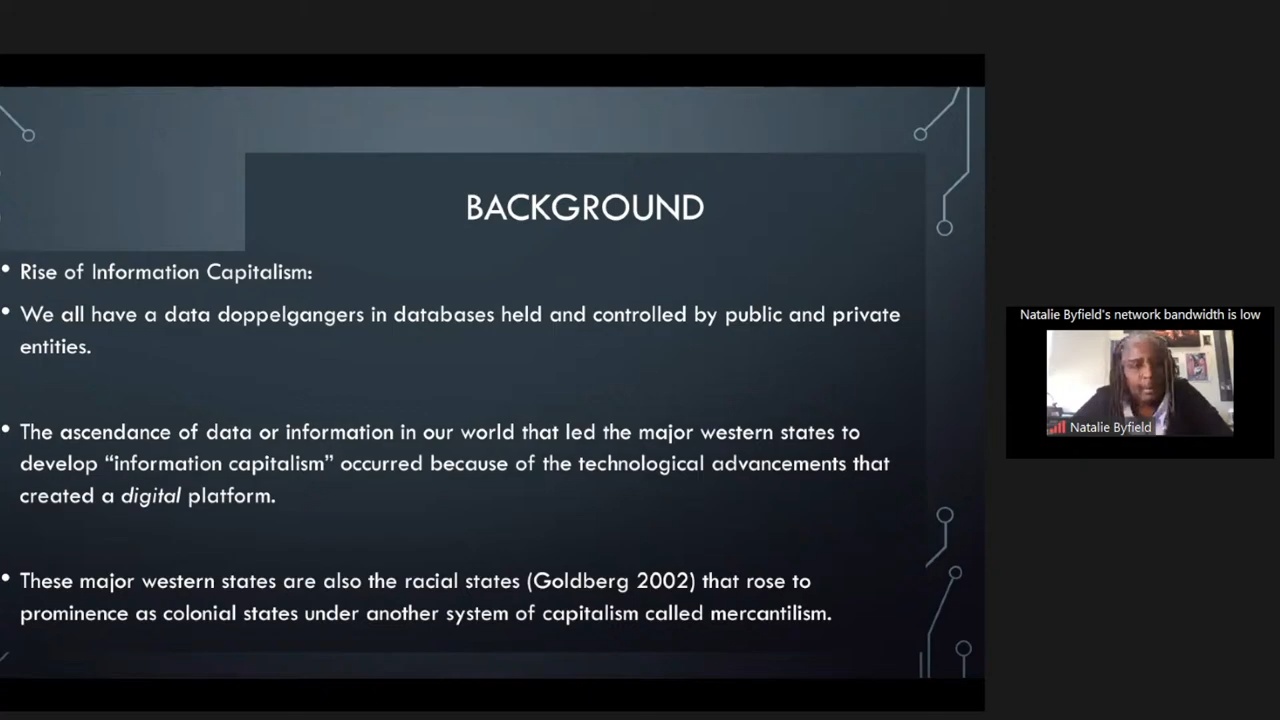 BACKGROUND
• Rise of Information Capitalism:
• We all have a data doppelgangers in databases held and controlled by public and private
entities.
• The ascendance of data or information in our world that led the major western states to
develop “information capitalism” occurred because of the technological advancements that
created a digital platform.
• These major western states are also the racial states (Goldberg 2002) that rose to
prominence as colonial states under another system of capitalism called mercantilism.
Natalie Byfield's network bandwidth is low
Natalie Byfield